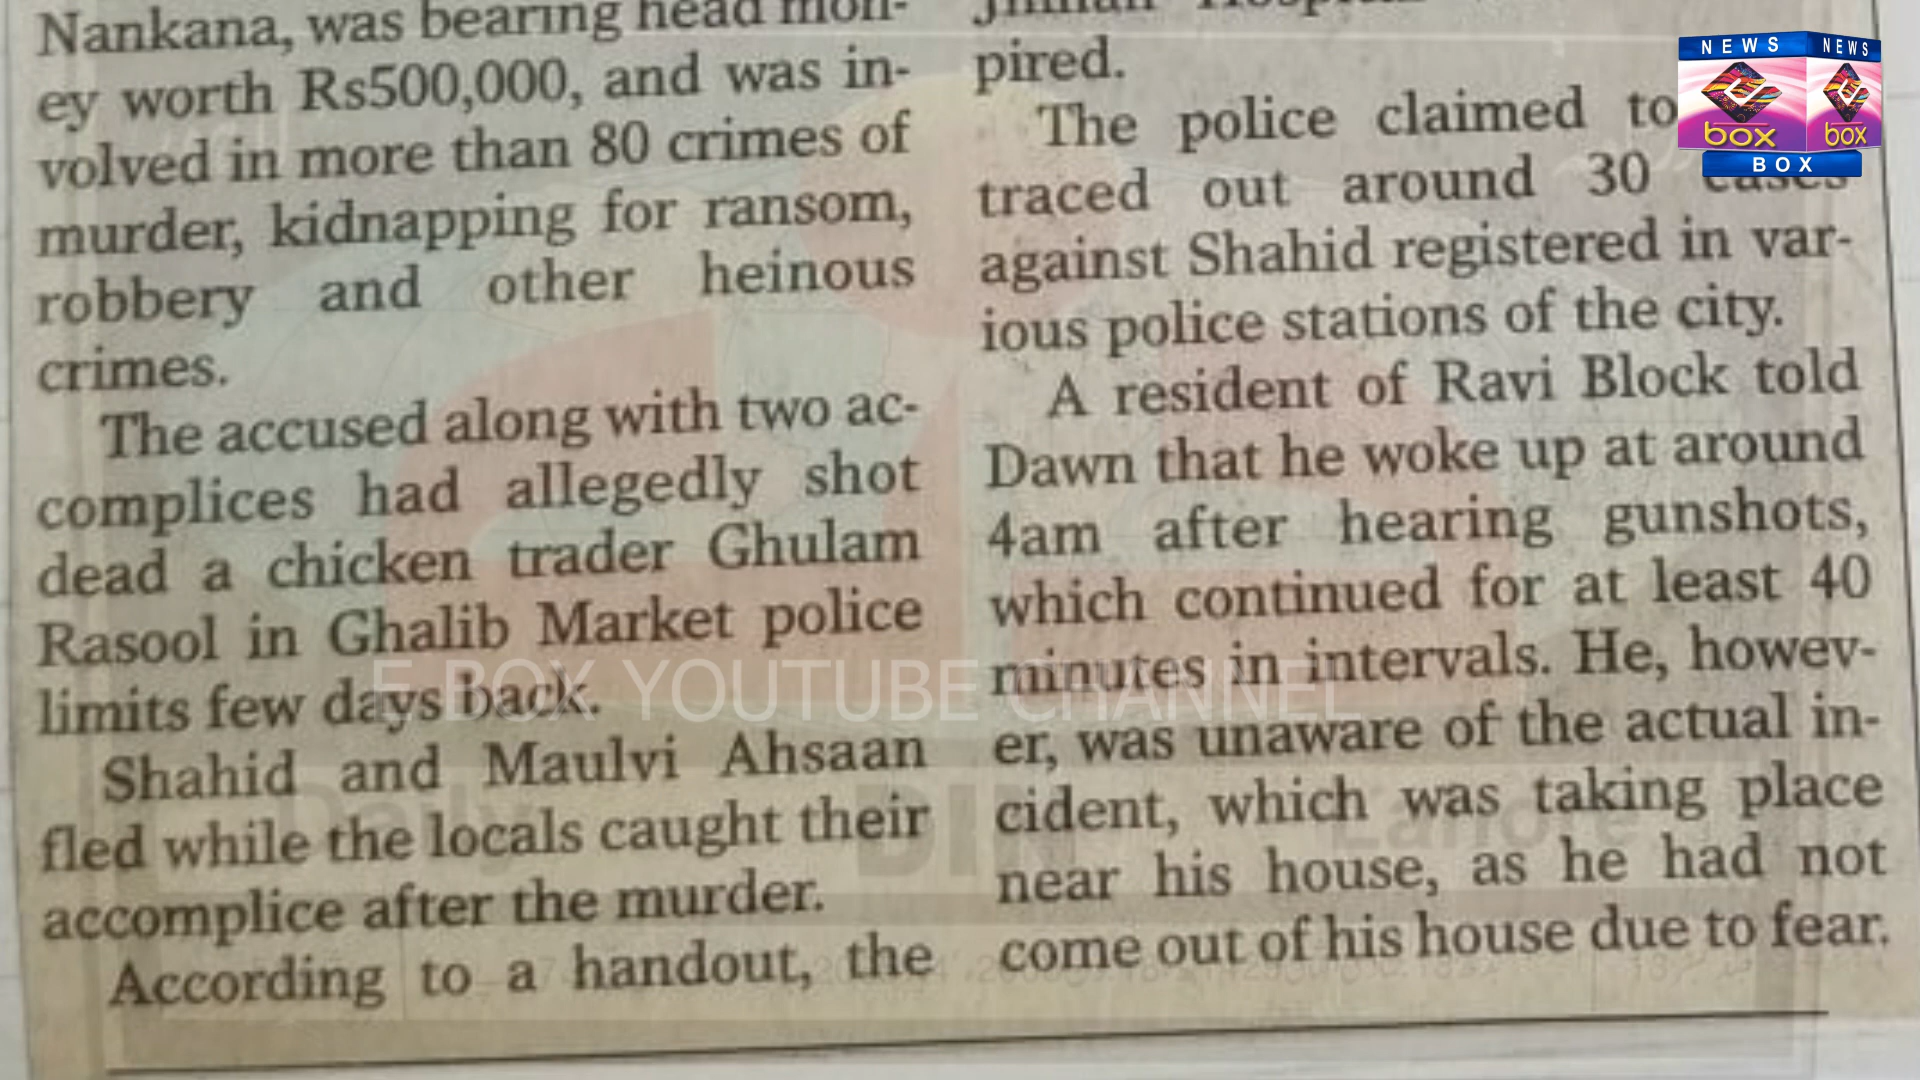 Nankana, was bearing head mon-
ey worth Rs500,000, and was in-
volved in more than 80 crimes of
murder, kidnapping for ransom,
robbery and other heinous
crimes.
The accused along with two ac-
complices had allegedly shot
dead a chicken trader Ghulam
Rasool in Ghalib Market police
limits few days back.
Shahid and Maulvi Ahsaan
fled while the locals caught their
accomplice after the murder.
According to a handout, the
pired.
The police claimed to
traced out around 30 cases
against Shahid registered in var-
ious police stations of the city.
A resident of Ravi Block told
Dawn that he woke up at around
4am after hearing gunshots,
which continued for at least 40
minutes in intervals. He, howev-
er, was unaware of the actual in-
cident, which was taking place
near his house, as he had not
come out of his house due to fear.
NEWS NEWS
box box
BOX
E BOX YOUTUBE CHANNEL
Daily DIN Lahore